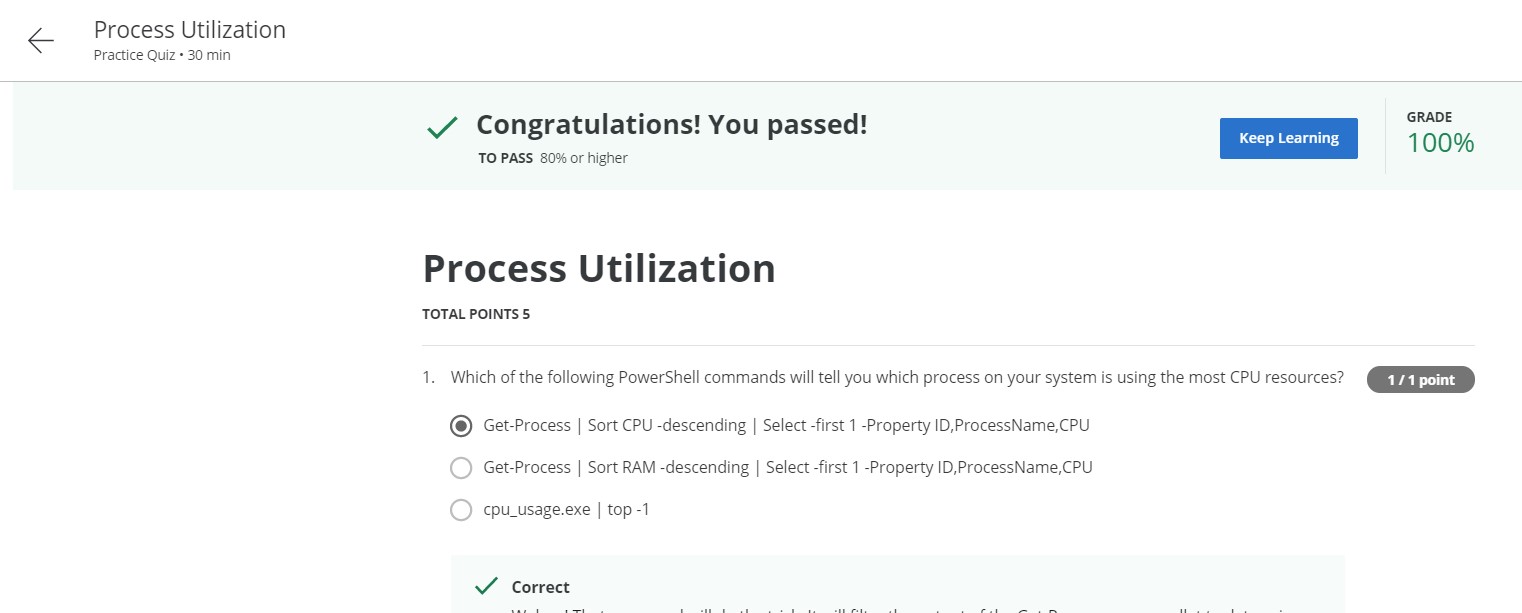 Process Utilization
Practice Quiz • 30 min
Congratulations! You passed!
TO PASS 80% or higher
Keep Learning
GRADE
100%
Process Utilization
TOTAL POINTS 5
1. Which of the following PowerShell commands will tell you which process on your system is using the most CPU resources?
1 / 1 point
Get-Process | Sort CPU -descending | Select -first 1 -Property ID,ProcessName,CPU
Get-Process | Sort RAM -descending | Select -first 1 -Property ID,ProcessName,CPU
cpu_usage.exe | top -1
Correct